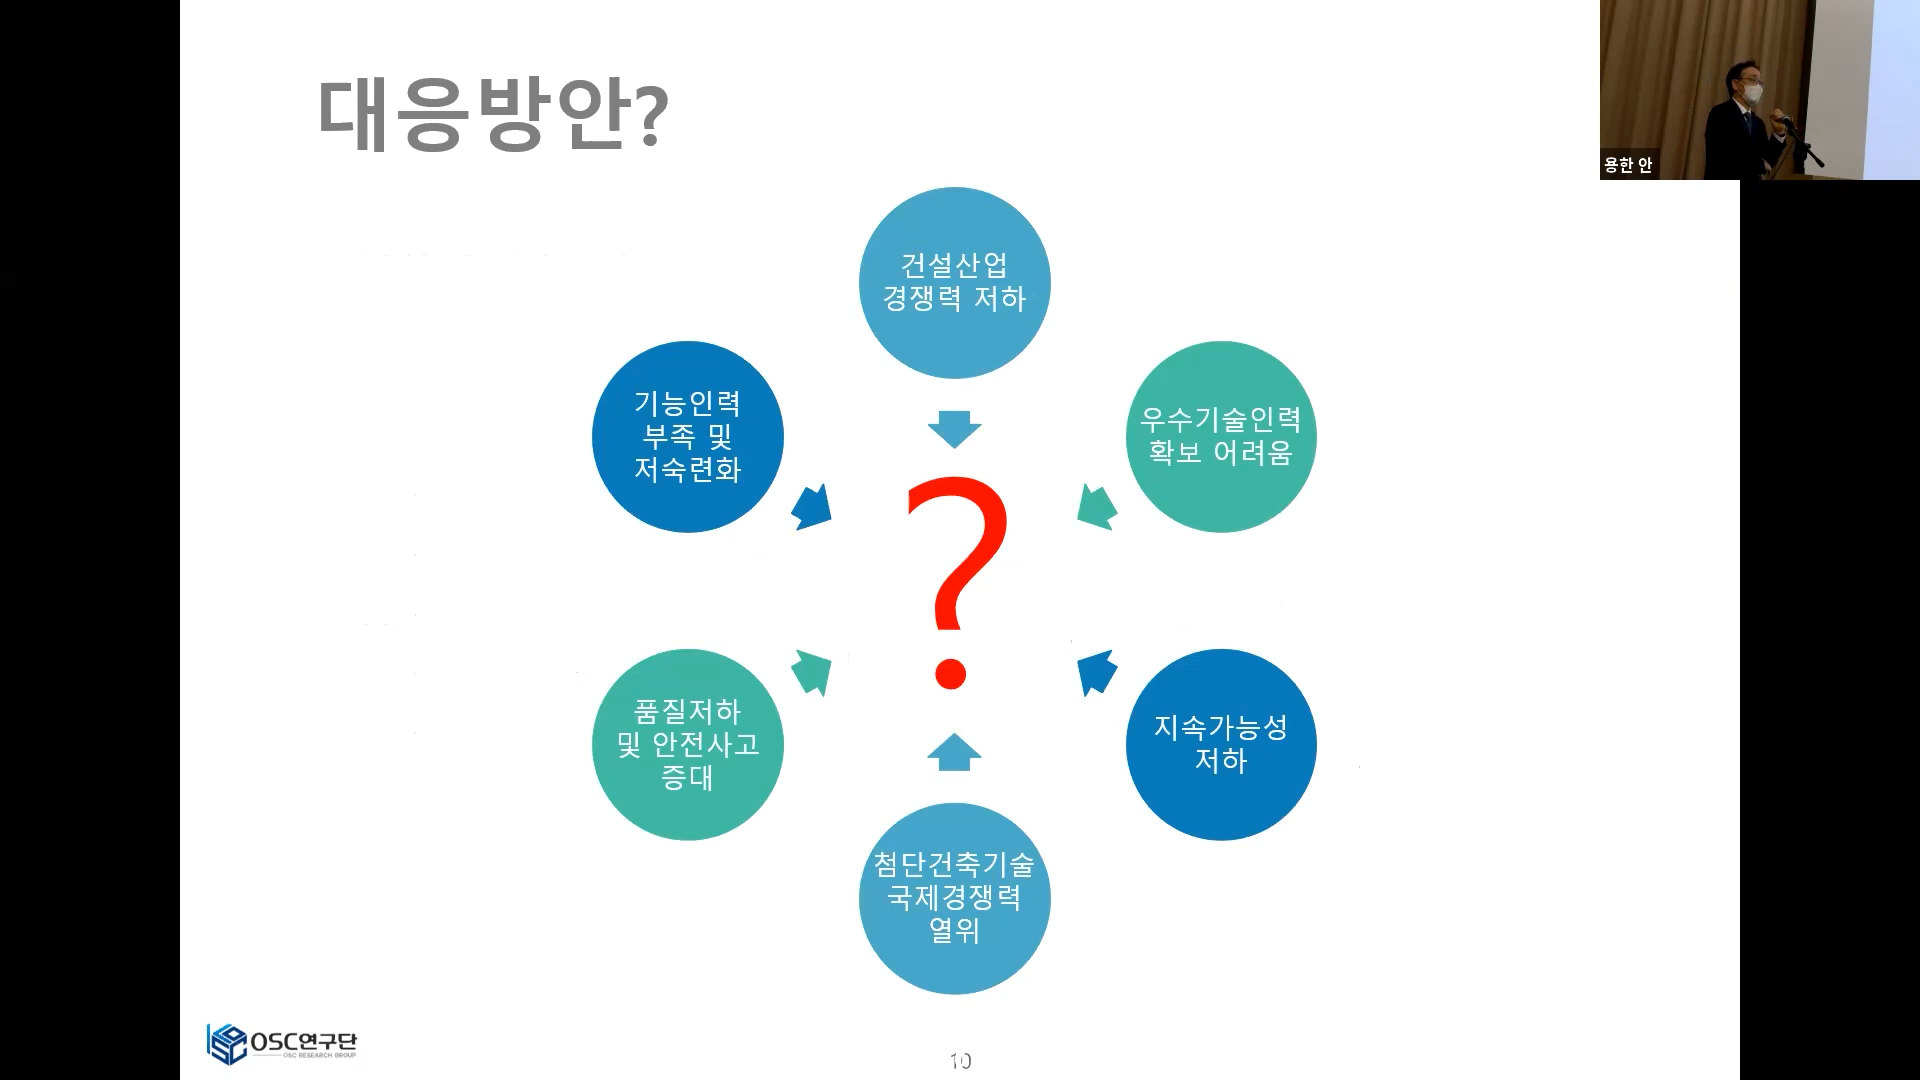 대응방안?
용한 안
건설산업
경쟁력 저하
기능인력
부족 및
저숙련화
우수기술인력
확보 어려움
?
품질저하
및 안전사고
증대
지속가능성
저하
첨단건축기술
국제경쟁력
열위
OSC연구단
OSC RESEARCH GROUP
10